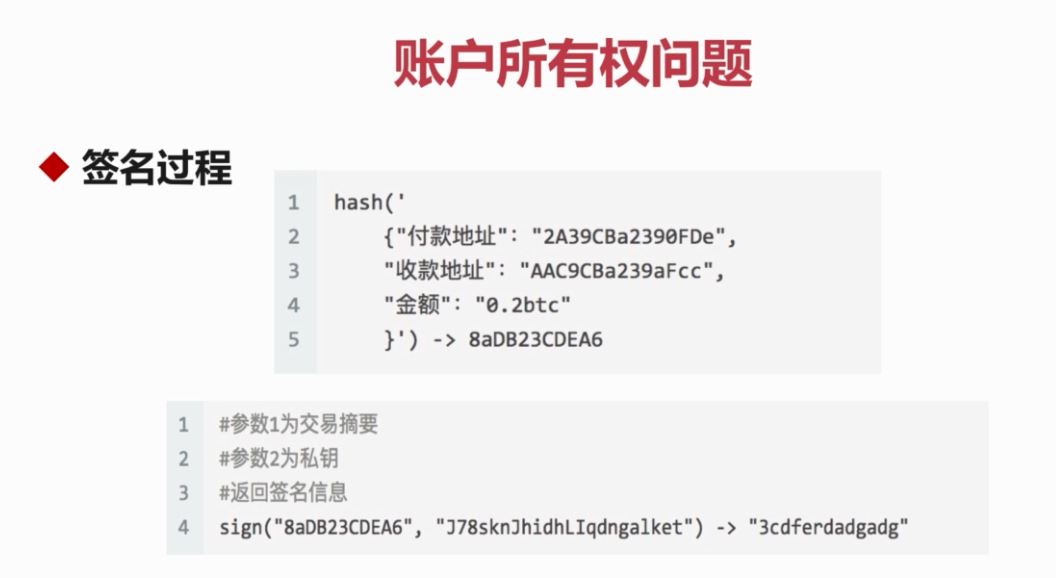 账户所有权问题
签名过程
1 hash('
2 {"付款地址": "2A39CBa2390FDe",
3 "收款地址": "AAC9CBa239aFcc",
4 "金额": "0.2btc"
5 }') -> 8aDB23CDEA6
1 #参数1为交易摘要
2 #参数2为私钥
3 #返回签名信息
4 sign("8aDB23CDEA6", "J78sknJhidhLIqdngalket") -> "3cdferdadgadg"